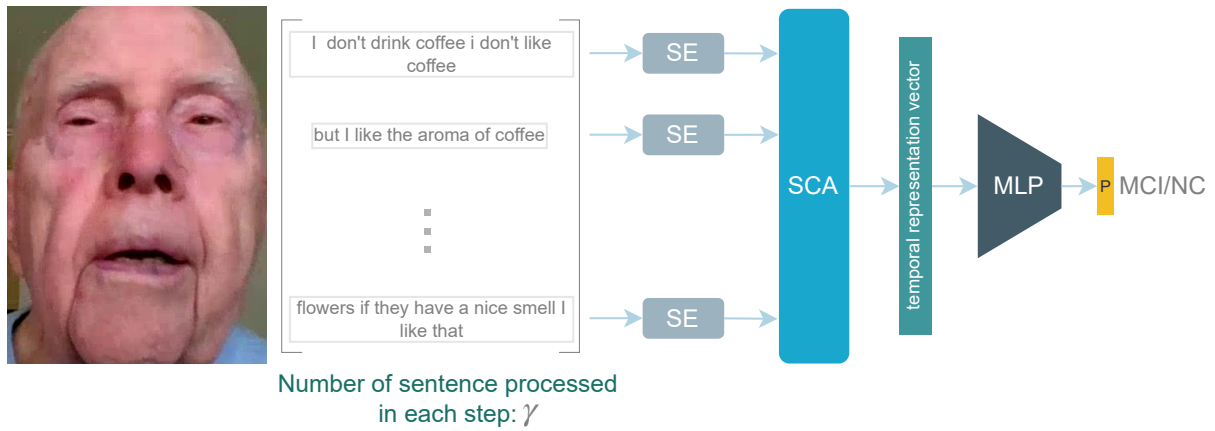 I  don't drink coffee i don't like
coffee
but I like the aroma of coffee
flowers if they have a nice smell I
like that
SE
SE
SE
SCA
temporal representation vector
MLP
P
MCI/NC
Number of sentence processed
in each step: γ